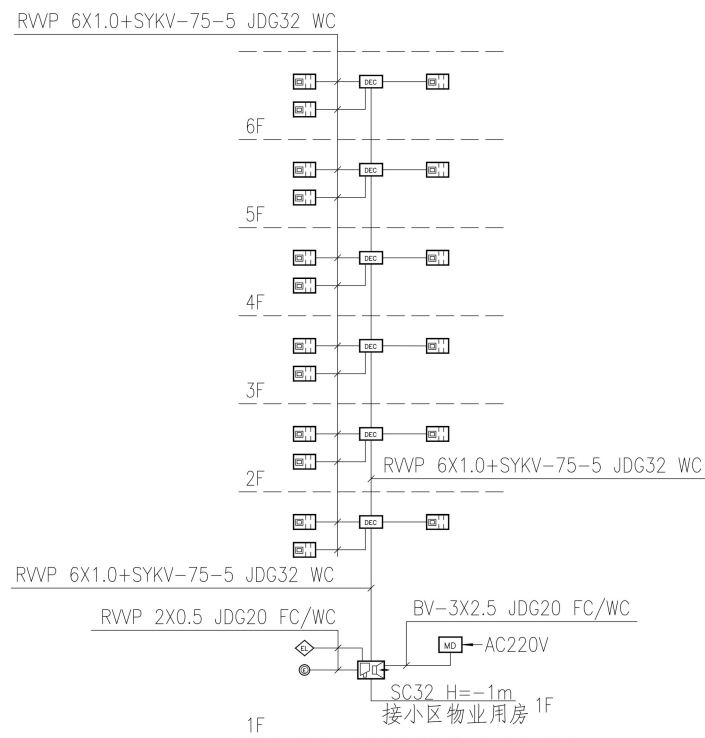 RVVP 6X1.0+SYKV-75-5 JDG32 WC
DEC
6F
DEC
5F
DEC
4F
DEC
3F
DEC
2F
RVVP 6X1.0+SYKV-75-5 JDG32 WC
DEC
RVVP 6X1.0+SYKV-75-5 JDG32 WC
RVVP 2X0.5 JDG20 FC/WC
BV-3X2.5 JDG20 FC/WC
EL
MD
AC220V
E
SC32 H=-1m
接小区物业用房
1F
1F